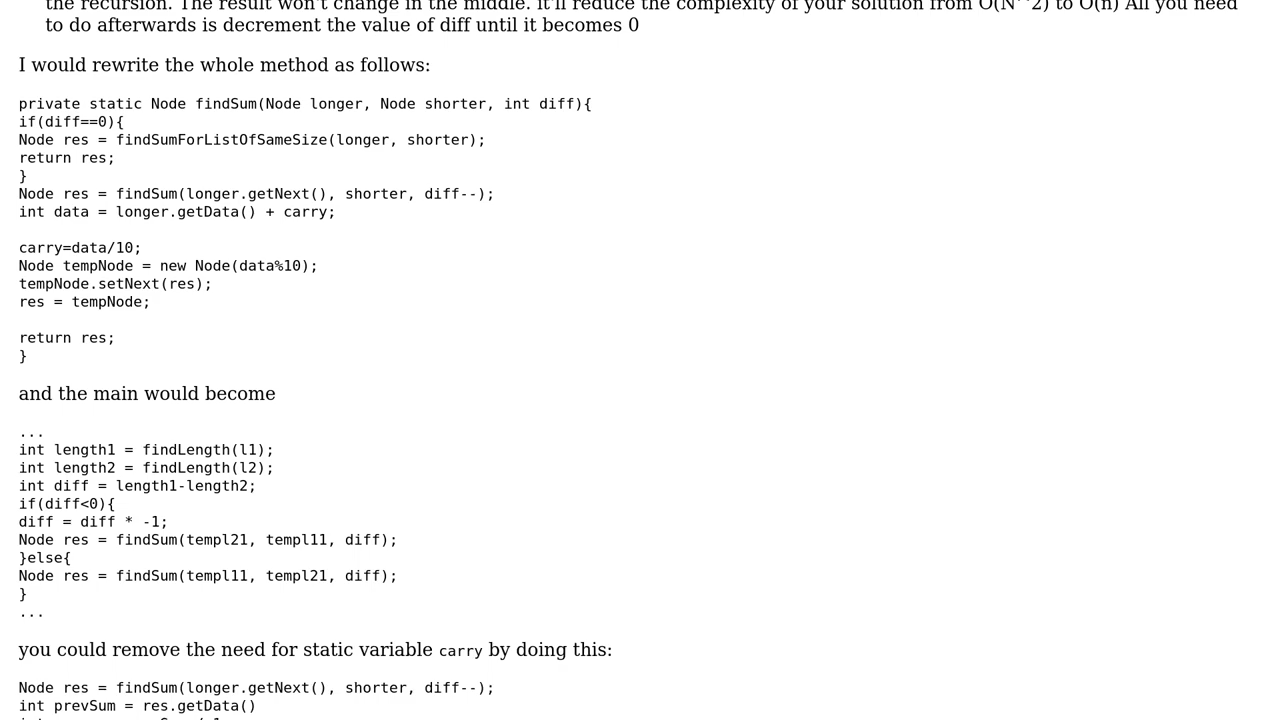 the recursion. The result won't change in the middle. it'll reduce the complexity of your solution from O(N^^2) to O(n) All you need
to do afterwards is decrement the value of diff until it becomes 0
I would rewrite the whole method as follows:
private static Node findSum(Node longer, Node shorter, int diff){
if(diff==0){
Node res = findSumForListOfSameSize(longer, shorter);
return res;
}
Node res = findSum(longer.getNext(), shorter, diff--);
int data = longer.getData() + carry;
carry=data/10;
Node tempNode = new Node(data%10);
tempNode.setNext(res);
res = tempNode;
return res;
}
and the main would become
...
int length1 = findLength(l1);
int length2 = findLength(l2);
int diff = length1-length2;
if(diff<0){
diff = diff * -1;
Node res = findSum(templ21, templ11, diff);
}else{
Node res = findSum(templ11, templ21, diff);
}
...
you could remove the need for static variable carry by doing this:
Node res = findSum(longer.getNext(), shorter, diff--);
int prevSum = res.getData()